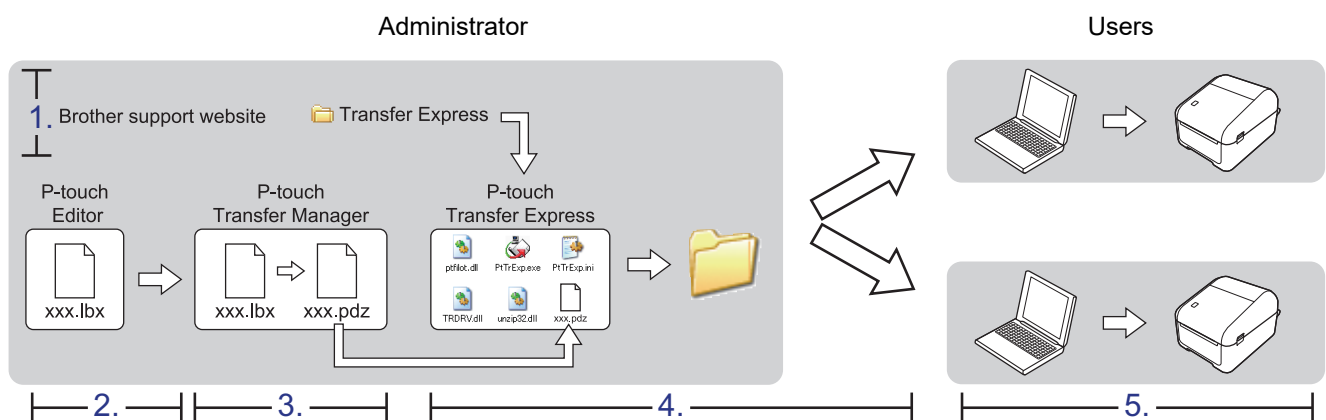 Administrator
Users
1. Brother support website
Transfer Express
P-touch
Editor
xxx.lbx
P-touch
Transfer Manager
xxx.lbx
xxx.pdz
P-touch
Transfer Express
ptfilot.dll
PtTrExp.exe
PtTrExp.ini
TRDRV.dll
unzip32.dll
xxx.pdz
2.
3.
4.
5.